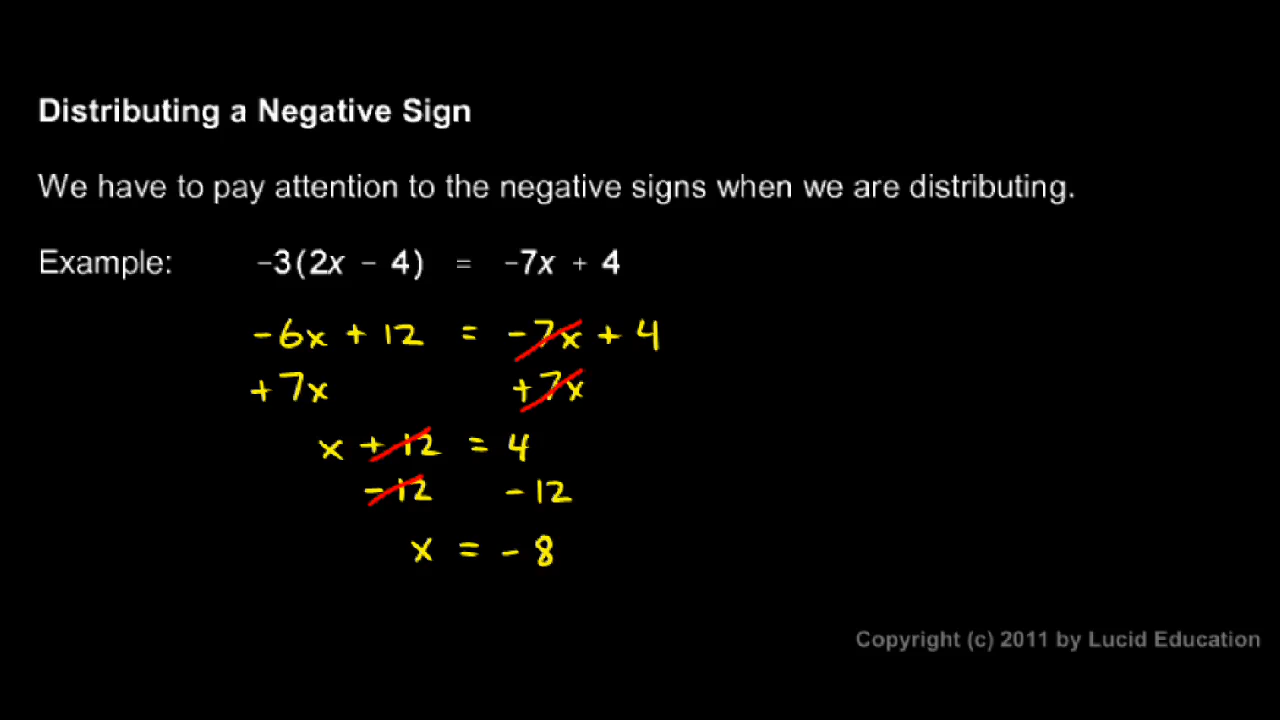 Distributing a Negative Sign
We have to pay attention to the negative signs when we are distributing.
Example: -3(2x - 4) = -7x + 4
-6x + 12 = -7x + 4
+7x +7x
x + 12 = 4
-12 -12
x = -8
Copyright (c) 2011 by Lucid Education